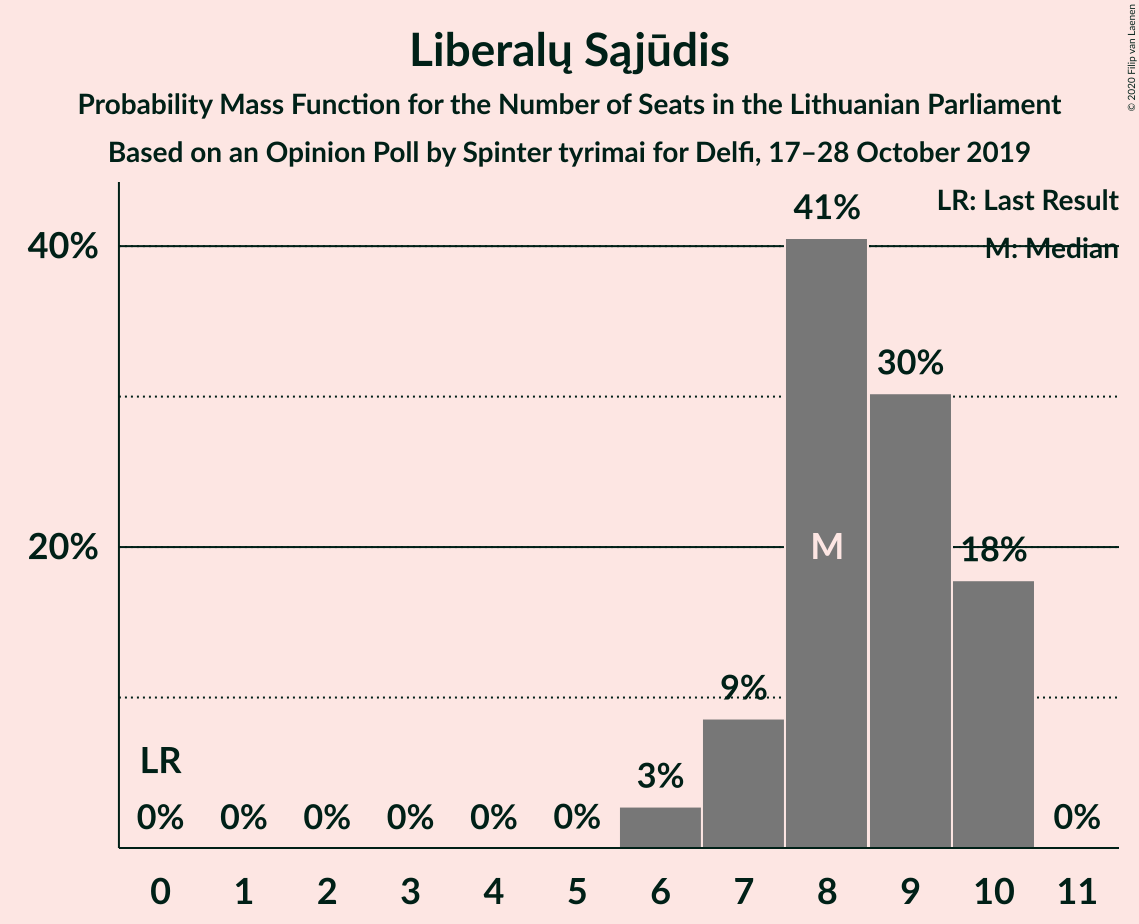 Liberalų Sąjūdis
Probability Mass Function for the Number of Seats in the Lithuanian Parliament
Based on an Opinion Poll by Spinter tyrimai for Delfi, 17–28 October 2019
© 2020 Filip van Laenen
LR: Last Result
M: Median
41%
40%
30%
20%
M
18%
9%
LR
3%
0% 0% 0% 0% 0% 0% 0%
0 1 2 3 4 5 6 7 8 9 10 11